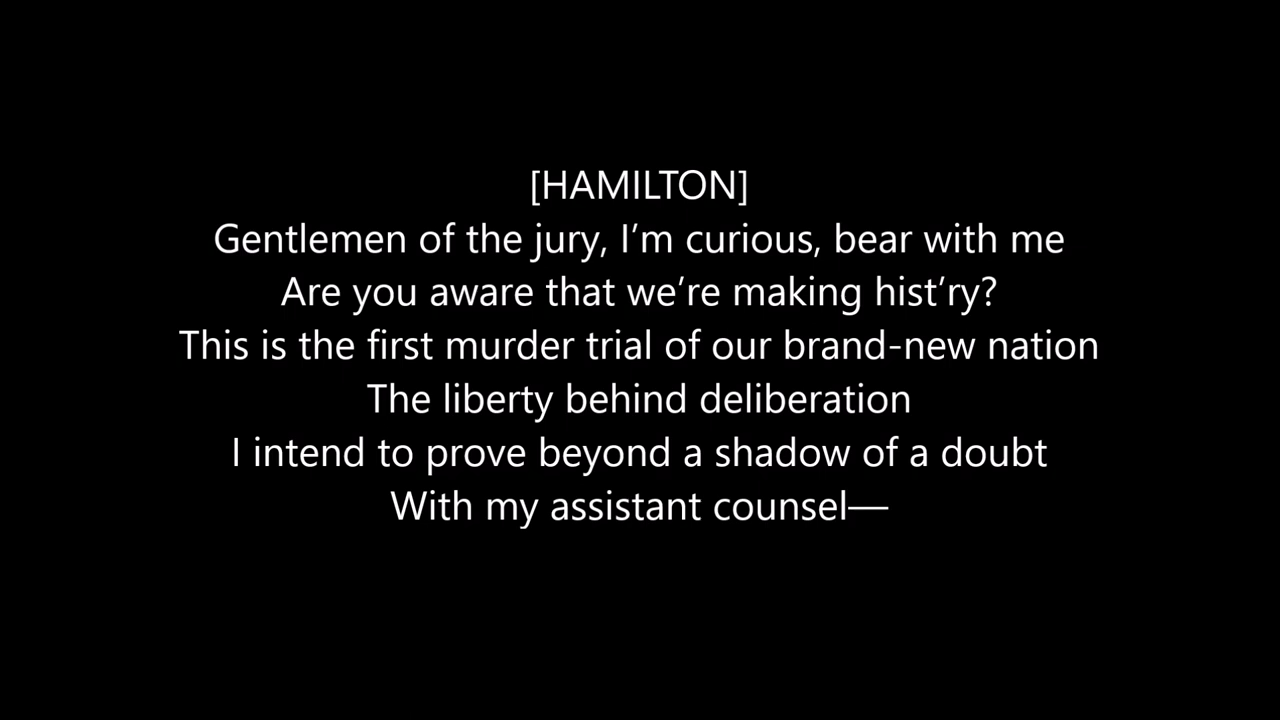 [HAMILTON]
Gentlemen of the jury, I’m curious, bear with me
Are you aware that we’re making hist’ry?
This is the first murder trial of our brand-new nation
The liberty behind deliberation
I intend to prove beyond a shadow of a doubt
With my assistant counsel—